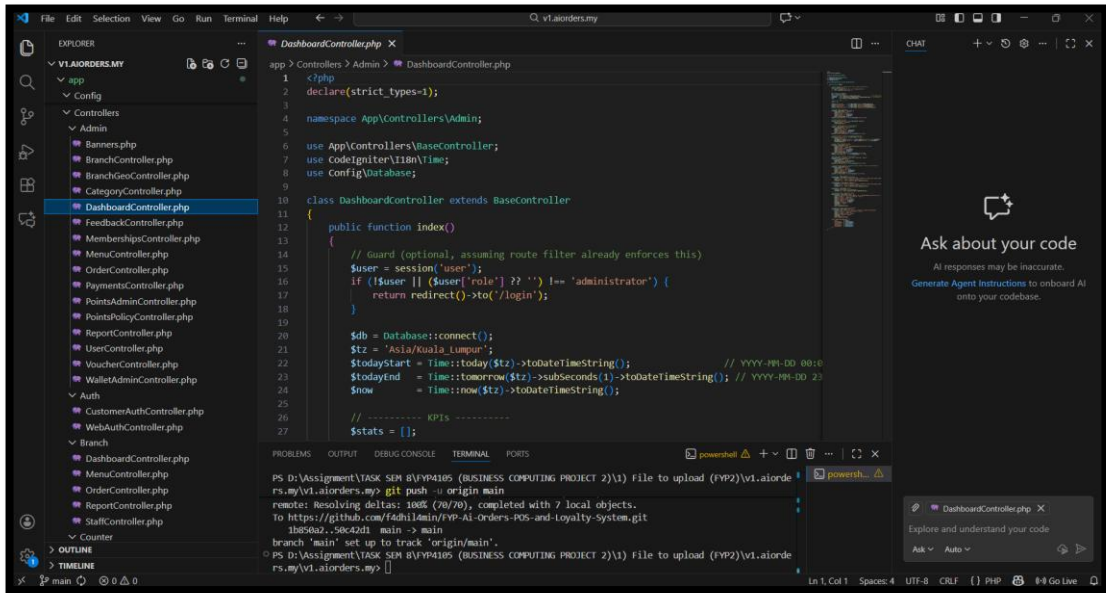 File Edit Selection View Go Run Terminal Help
v1.aiorders.my
EXPLORER
V1.AIORDERS.MY
app
Config
Controllers
Admin
Banners.php
BranchController.php
BranchGeoController.php
CategoryController.php
DashboardController.php
FeedbackController.php
MembershipsController.php
MenuController.php
OrderController.php
PaymentsController.php
PointsAdminController.php
PointsPolicyController.php
ReportController.php
UserController.php
VoucherController.php
WalletAdminController.php
Auth
CustomerAuthController.php
WebAuthController.php
Branch
DashboardController.php
MenuController.php
OrderController.php
ReportController.php
StaffController.php
Counter
OUTLINE
TIMELINE
DashboardController.php
app > Controllers > Admin > DashboardController.php
1 <?php
2 declare(strict_types=1);
3
4 namespace App\Controllers\Admin;
5
6 use App\Controllers\BaseController;
7 use CodeIgniter\I18n\Time;
8 use Config\Database;
9
10 class DashboardController extends BaseController
11 {
12 public function index()
13 {
14 // Guard (optional, assuming route filter already enforces this)
15 $user = session('user');
16 if (!$user || ($user['role'] ?? '') !== 'administrator') {
17 return redirect()->to('/login');
18 }
19
20 $db = Database::connect();
21 $tz = 'Asia/Kuala_Lumpur';
22 $todayStart = Time::today($tz)->toDateTimeString(); // YYYY-MM-DD 00:0
23 $todayEnd = Time::tomorrow($tz)->subSeconds(1)->toDateTimeString(); // YYYY-MM-DD 23
24 $now = Time::now($tz)->toDateTimeString();
25
26 // ---------- KPIs ----------
27 $stats = [];
PROBLEMS OUTPUT DEBUG CONSOLE TERMINAL PORTS
powershell
powersh...
PS D:\Assignment\TASK SEM 8\FYP4105 (BUSINESS COMPUTING PROJECT 2)\1) File to upload (FYP2)\v1.aiorde
rs.my\v1.aiorders.my> git push -u origin main
remote: Resolving deltas: 100% (70/70), completed with 7 local objects.
To https://github.com/f4dhil4min/FYP-Ai-Orders-POS-and-Loyalty-System.git
1b850a2..50c42d1 main -> main
branch 'main' set up to track 'origin/main'.
PS D:\Assignment\TASK SEM 8\FYP4105 (BUSINESS COMPUTING PROJECT 2)\1) File to upload (FYP2)\v1.aiorde
rs.my\v1.aiorders.my>
CHAT
Ask about your code
AI responses may be inaccurate.
Generate Agent Instructions to onboard AI
onto your codebase.
DashboardController.php
Explore and understand your code
Ask Auto
1
main 0 0
Ln 1, Col 1 Spaces: 4 UTF-8 CRLF {} PHP Go Live